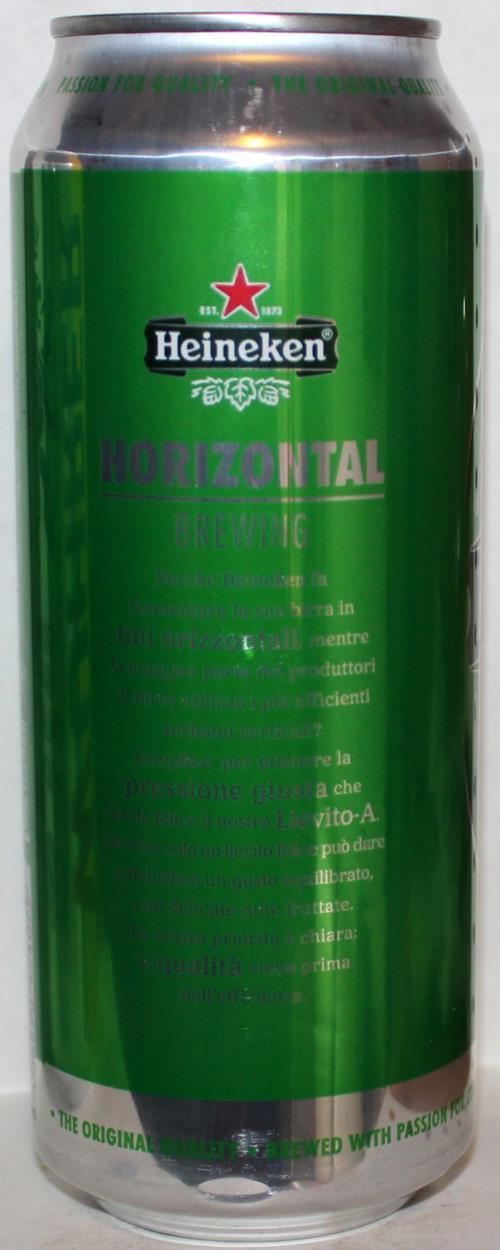 PASSION FOR QUALITY • THE ORIGINAL QUALITY
EST. 1873
Heineken®
HORIZONTAL
BREWING
Perché Heineken fa
fermentare la sua birra in
tini orizzontali, mentre
la maggior parte dei produttori
di birra utilizza i più efficienti
serbatoi verticali?
Semplice, per ottenere la
pressione giusta che
rende felice il nostro Lievito-A.
solo un lievito felice può dare
a Heineken un gusto equilibrato,
con delicate note fruttate.
La nostra priorità è chiara:
la qualità viene prima
dell'efficienza.
• THE ORIGINAL QUALITY • BREWED WITH PASSION FOR